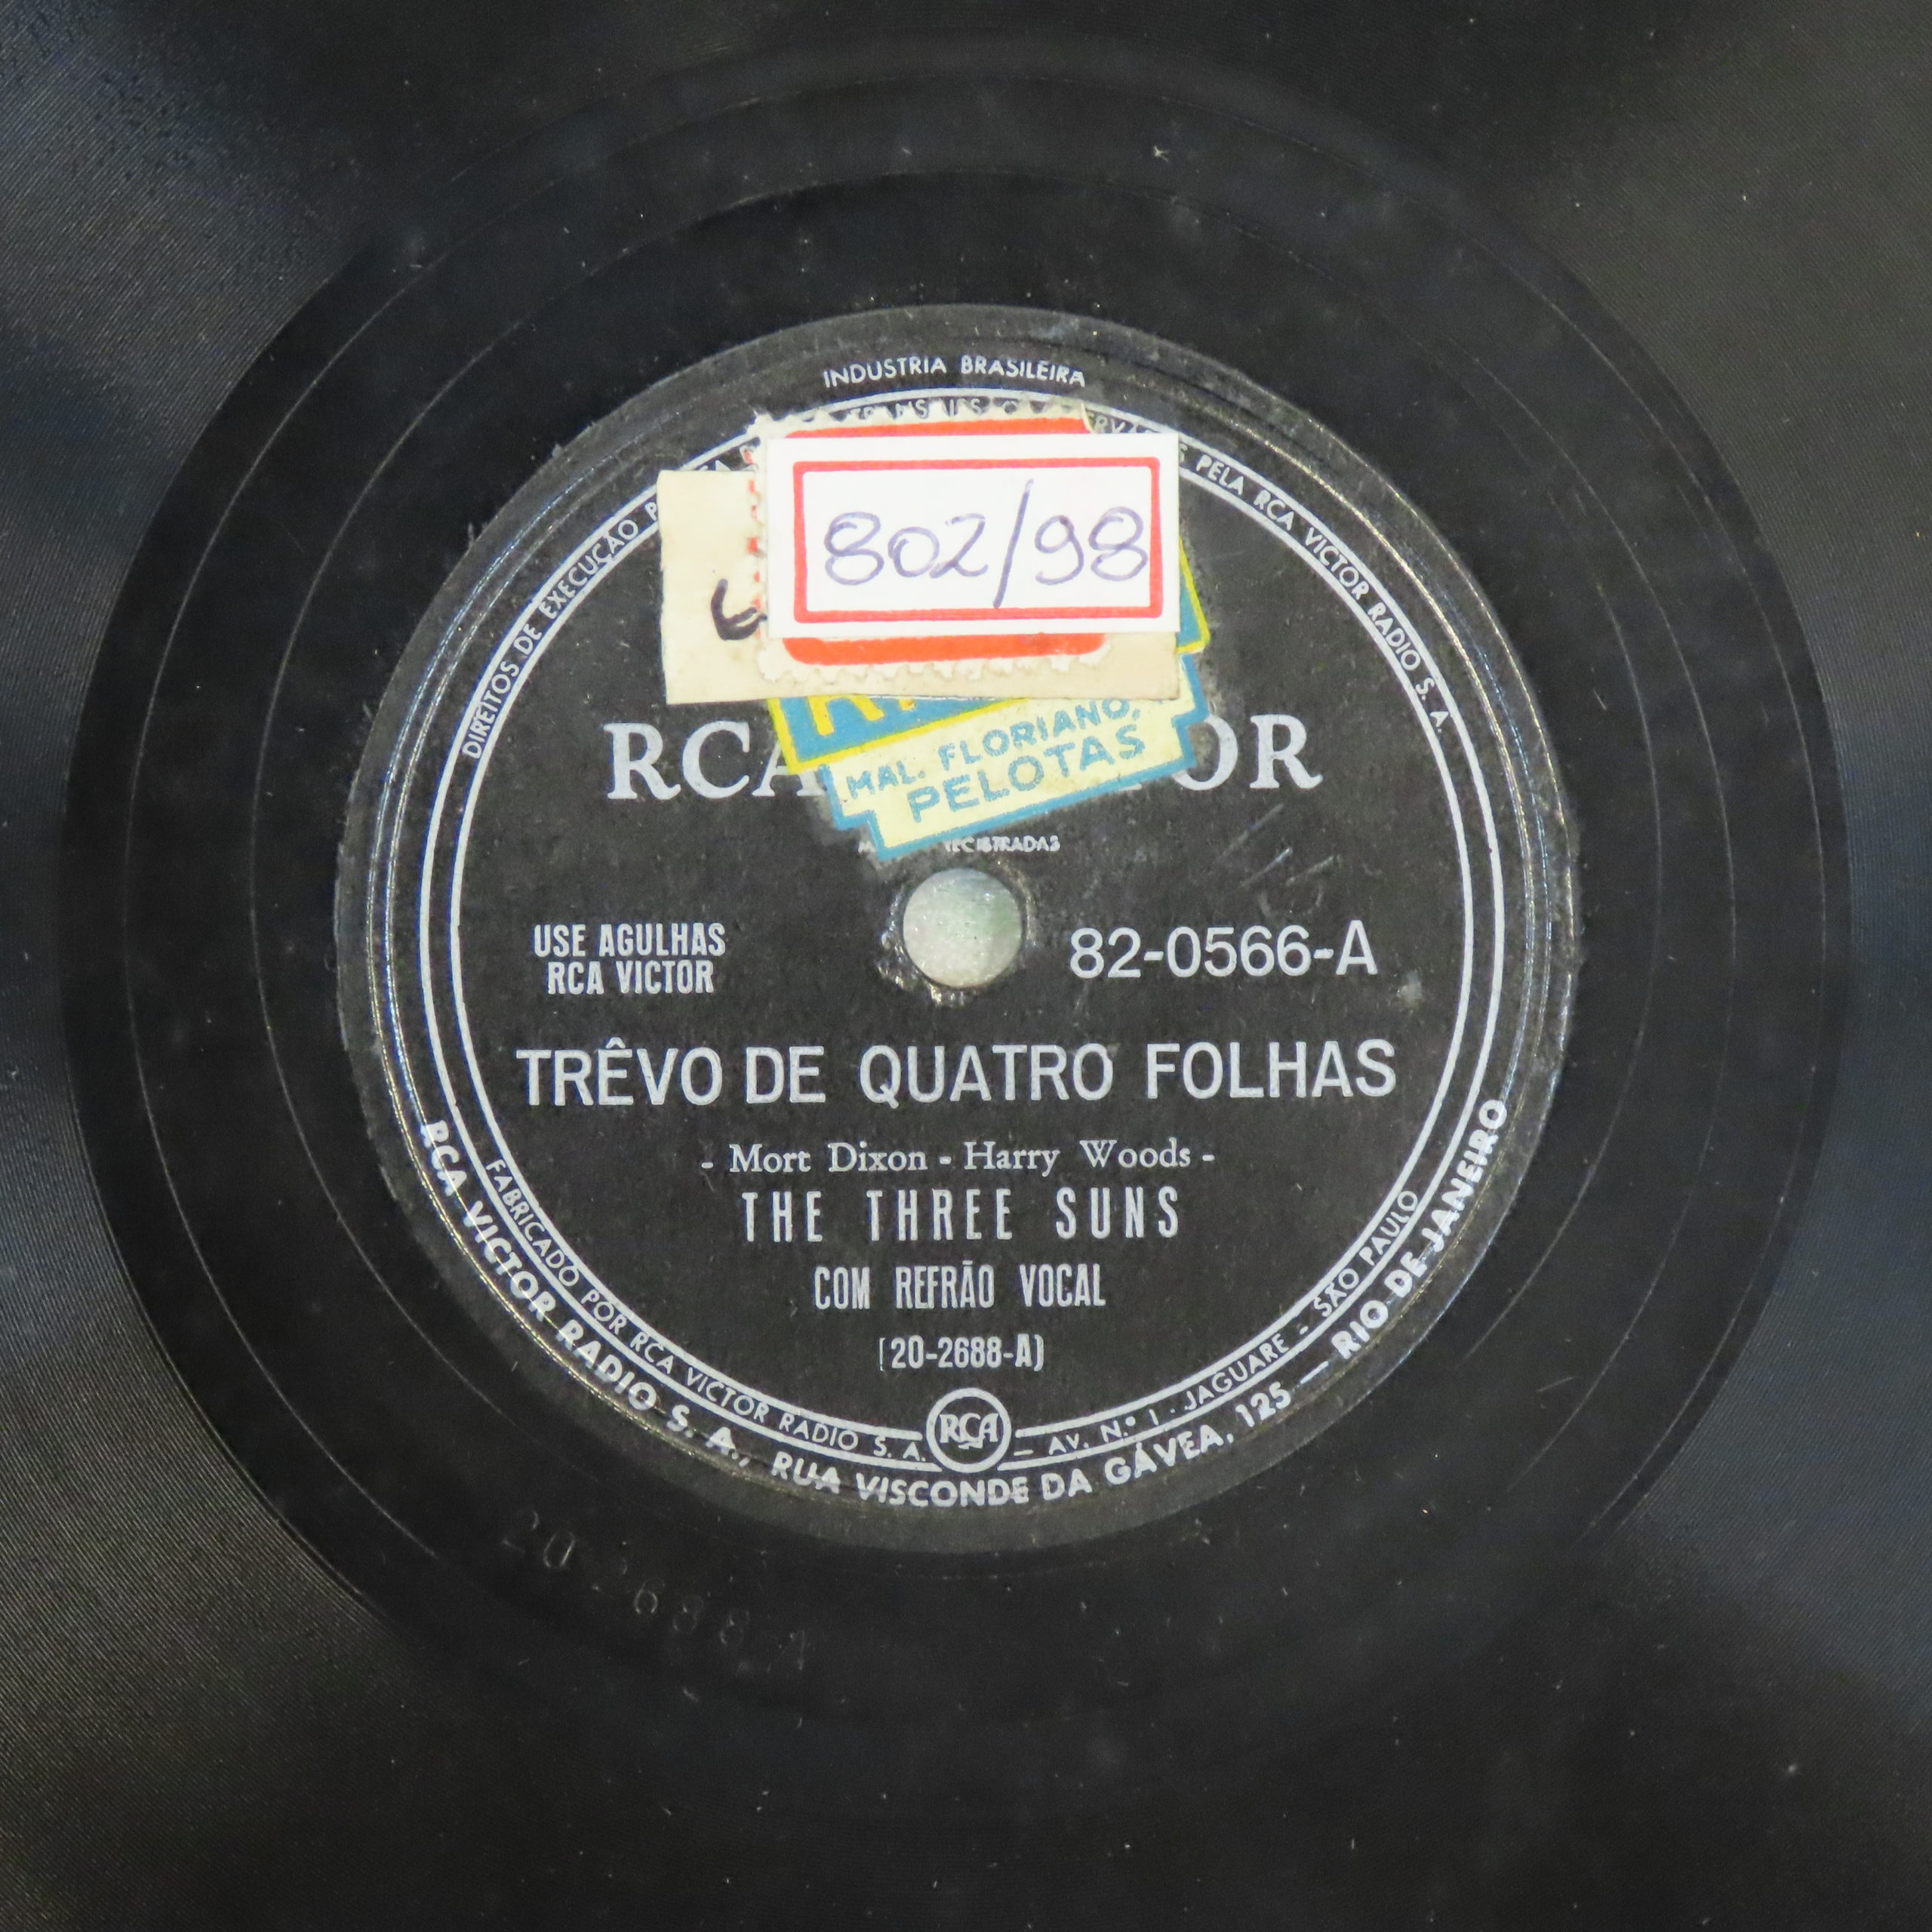 INDUSTRIA BRASILEIRA
DIREITOS DE EXECUÇÃO
PELA RCA VICTOR RADIO S. A.
802/98
MAL. FLORIANO,
PELOTAS
RCA
USE AGULHAS
RCA VICTOR
82-0566-A
TRÊVO DE QUATRO FOLHAS
- Mort Dixon - Harry Woods -
THE THREE SUNS
COM REFRÃO VOCAL
(20-2688-A)
RCA
FABRICADO POR RCA VICTOR RADIO S. A. — AV. N.º 1 - JAGUARE - SÃO PAULO
RCA VICTOR RADIO S. A., RUA VISCONDE DA GÁVEA, 125 — RIO DE JANEIRO
20-2688-A